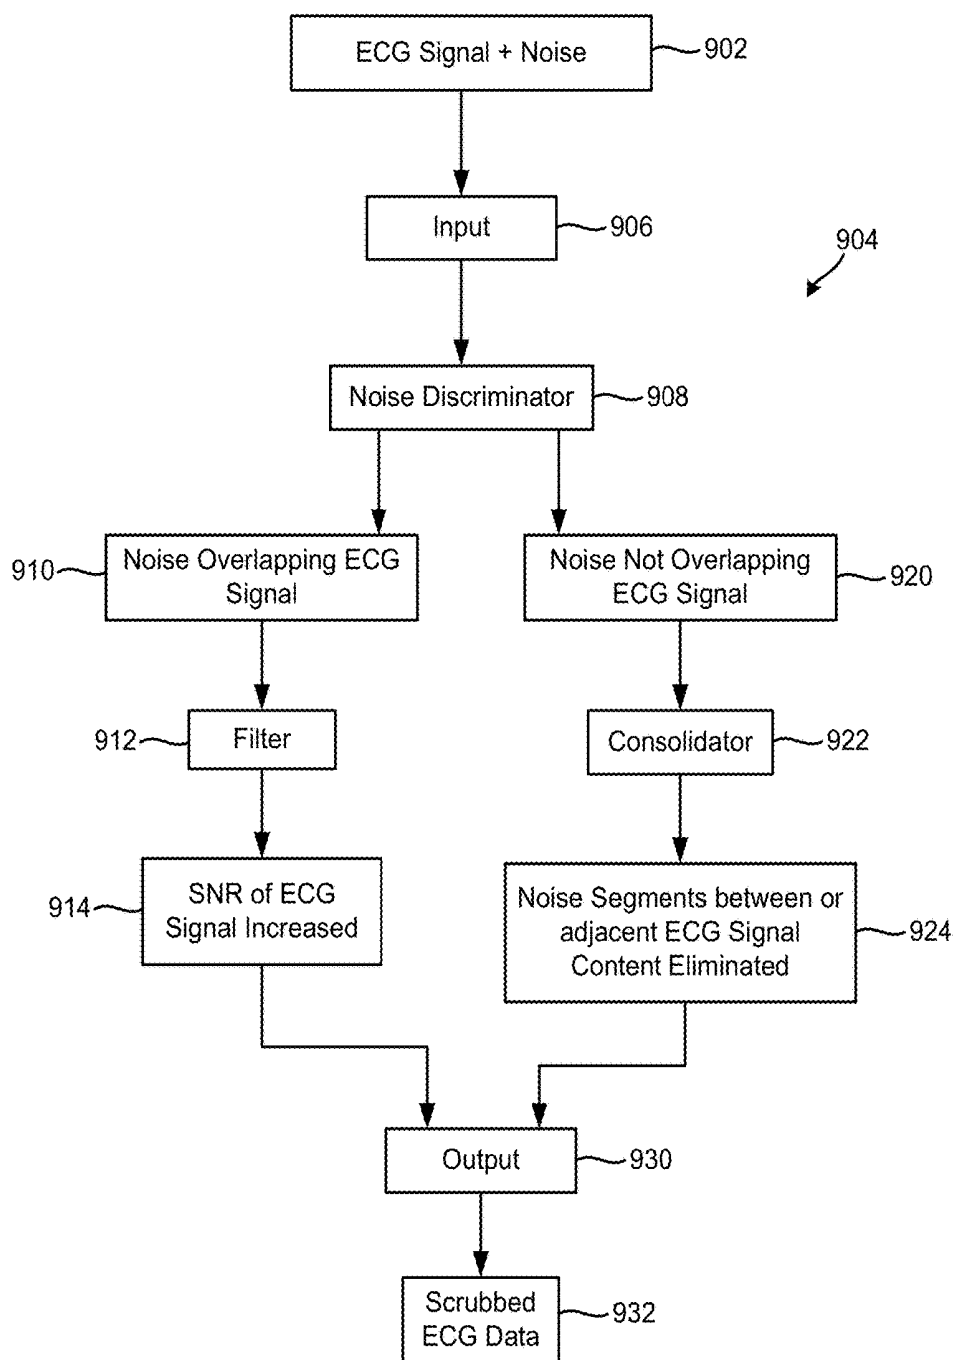 ECG Signal + Noise
902
Input
906
904
Noise Discriminator
908
910
Noise Overlapping ECG
Signal
Noise Not Overlapping
ECG Signal
920
912
Filter
Consolidator
922
914
SNR of ECG
Signal Increased
Noise Segments between or
adjacent ECG Signal
Content Eliminated
924
Output
930
Scrubbed
ECG Data
932